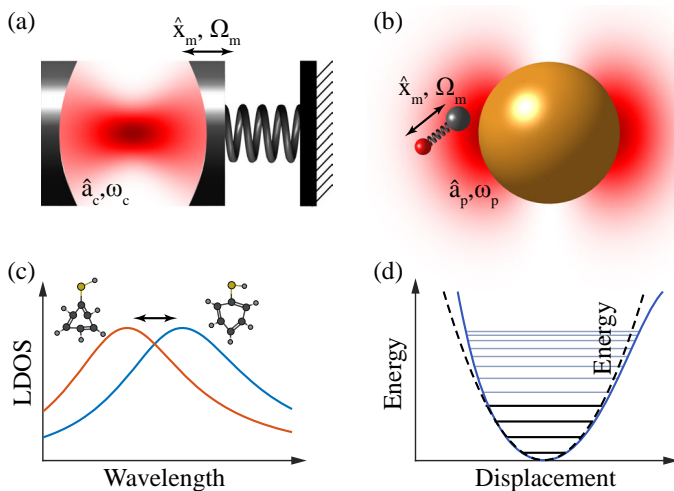 (a)
x̂m, Ωm
âc,ωc
(b)
x̂m, Ωm
âp,ωp
(c)
LDOS
Wavelength
(d)
Energy
Energy
Displacement